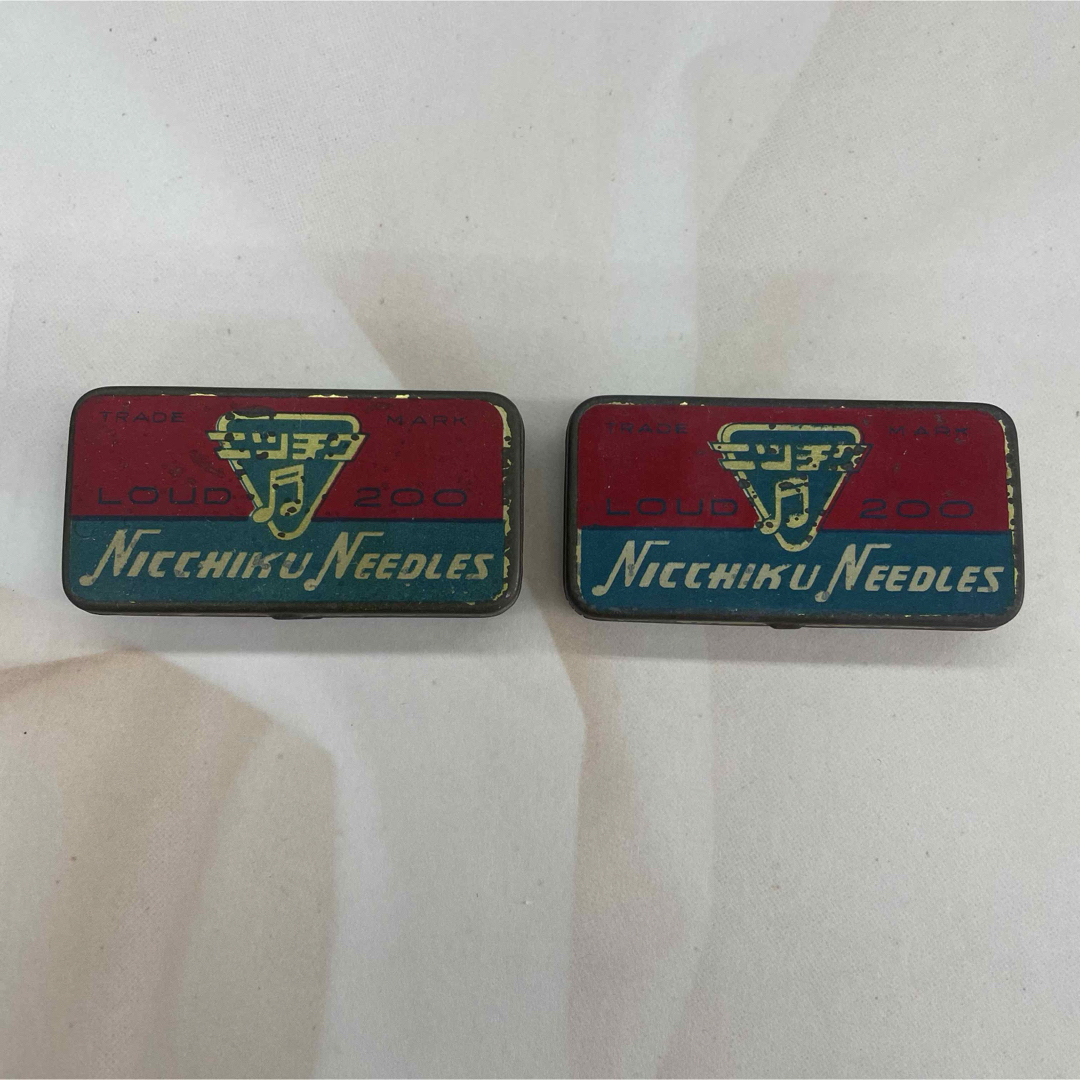 TRADE MARK
ニッチク
LOUD 200
NICCHIKU NEEDLES
TRADE MARK
ニッチク
LOUD 200
NICCHIKU NEEDLES